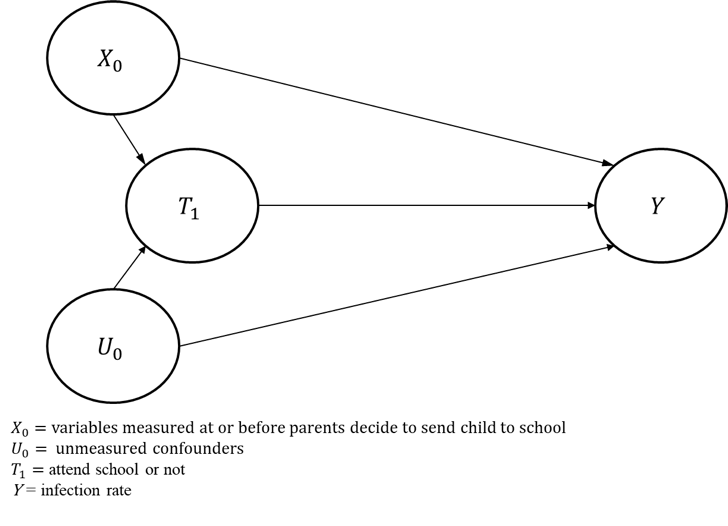 X₀
T₁
Y
U₀
X₀ = variables measured at or before parents decide to send child to school
U₀ = unmeasured confounders
T₁ = attend school or not
Y = infection rate